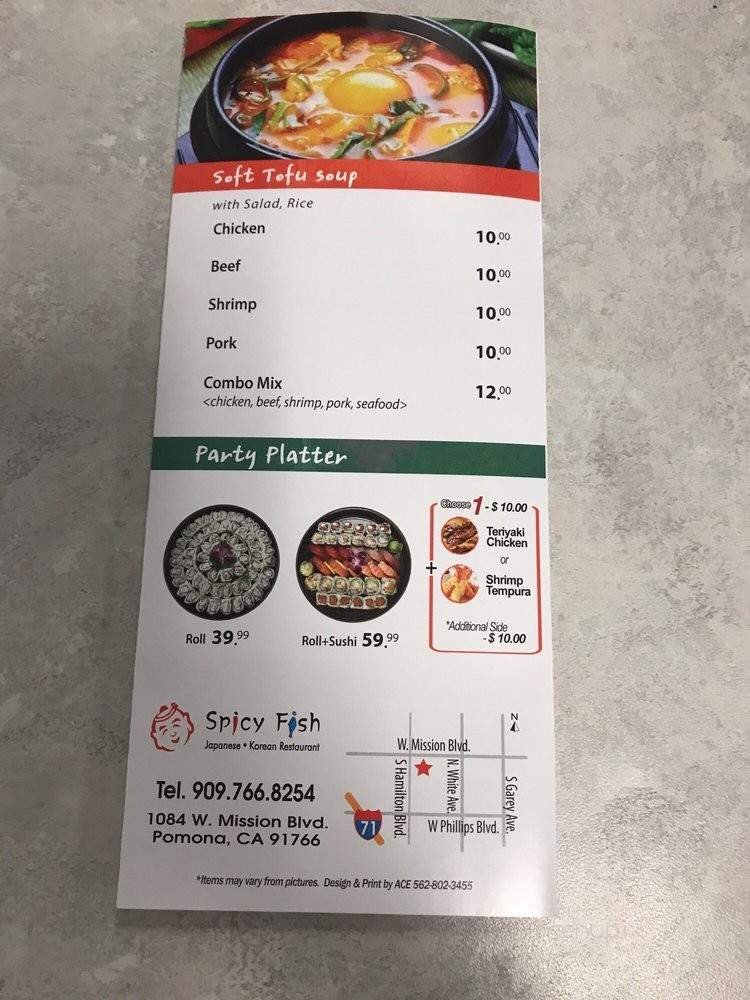 Soft Tofu soup
with Salad, Rice
Chicken 10.00
Beef 10.00
Shrimp 10.00
Pork 10.00
Combo Mix 12.00
<chicken, beef, shrimp, pork, seafood>
Party Platter
Choose 1 - $ 10.00
Teriyaki
Chicken
or
Shrimp
Tempura
+
*Additional Side
- $ 10.00
Roll 39.99
Roll+Sushi 59.99
Spicy Fish
Japanese • Korean Restaurant
Tel. 909.766.8254
1084 W. Mission Blvd.
Pomona, CA 91766
N
W. Mission Blvd.
S Hamilton Blvd.
N. White Ave.
S Garey Ave.
71
W Phillips Blvd.
*Items may vary from pictures. Design & Print by ACE 562-802-3455